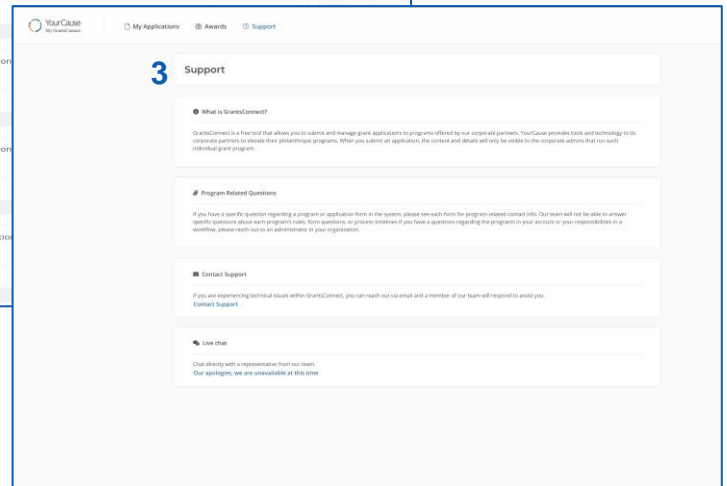 YourCause
My GrantsConnect
My Applications
Awards
Support
on
on
tion
3
Support
What is GrantsConnect?
GrantsConnect is a free tool that allows you to submit and manage grant applications to programs offered by our corporate partners. YourCause provides tools and technology to its
corporate partners to elevate their philanthropic programs. When you submit an application, the content and details will only be visible to the corporate admins that run each
individual grant program.
Program Related Questions
If you have a specific question regarding a program or application form in the system, please see each form for program-related contact info. Our team will not be able to answer
specific questions about each program's rules, form questions, or process timelines.If you have a questions regarding the programs in your account or your responsibilities in a
workflow, please reach out to an administrator in your organization.
Contact Support
If you are experiencing technical issues within GrantsConnect, you can reach out via email and a member of our team will respond to assist you.
Contact Support
Live chat
Chat directly with a representative from our team.
Our apologies, we are unavailable at this time